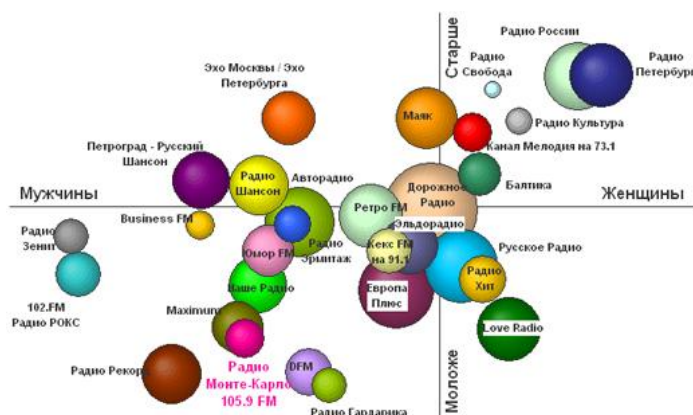 Радио России
Старше
Радио
Свобода
Радио
Петербург
Эхо Москвы / Эхо
Петербурга
Маяк
Радио Культура
Канал Мелодия на 73.1
Петроград - Русский
Шансон
Радио
Шансон
Авторадио
Дорожное
Радио
Балтика
Мужчины
Женщины
Business FM
Ретро FM
Эльдорадио
Радио
Зенит
Юмор FM
Радио
Эрмитаж
Кекс FM
на 91.1
Русское Радио
Радио
Хит
Ваше Радио
Европа
Плюс
102.FM
Радио РОКС
Maximum
Love Radio
Радио Рекорд
Радио
Монте-Карло
105.9 FM
DFM
Радио Гардарика
Моложе